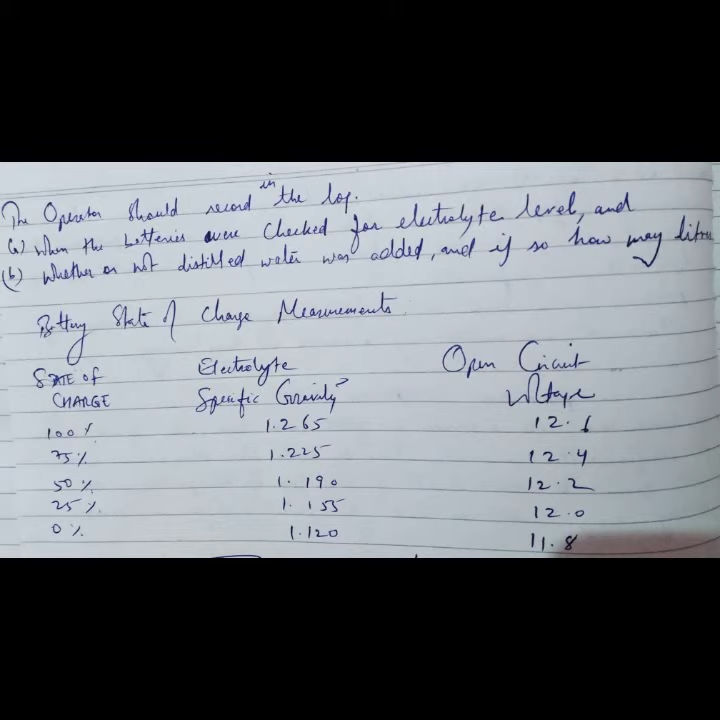 The Operator should record in the log.
(a) When the batteries were checked for electrolyte level, and
(b) whether or not distilled water was added, and if so how may litres
Battery State of Charge Measurements.
STATE OF Electrolyte Open Circuit
CHARGE Specific Gravity Voltage
100% 1.265 12.6
75% 1.225 12.4
50% 1.190 12.2
25% 1.155 12.0
0% 1.120 11.8